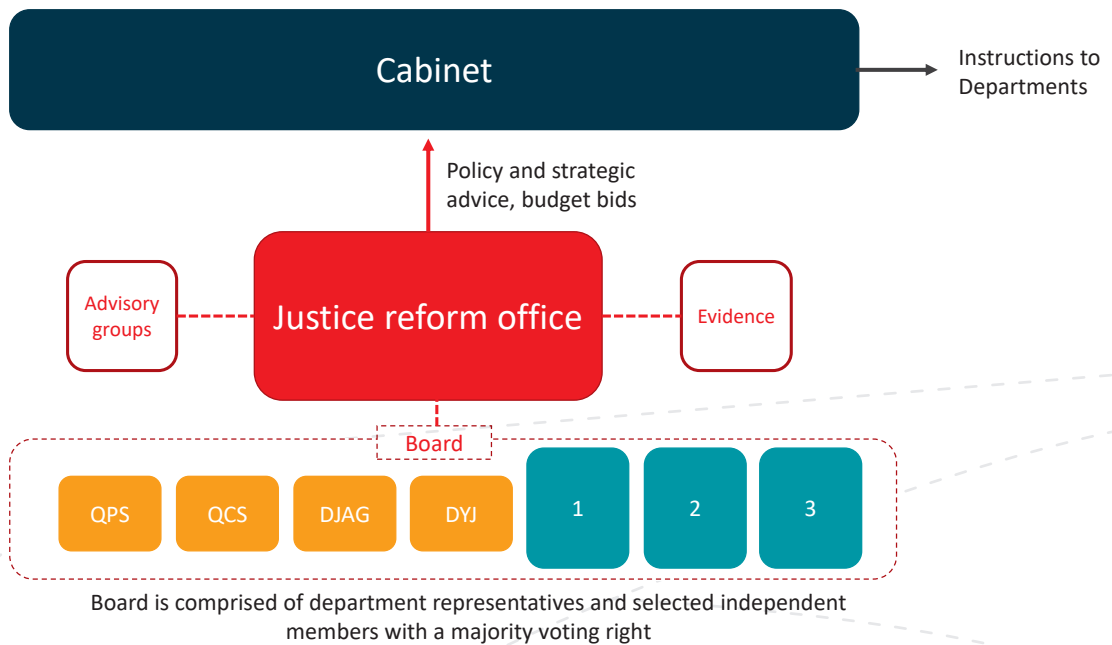 Cabinet
Instructions to
Departments
Policy and strategic
advice, budget bids
Advisory
groups
Justice reform office
Evidence
Board
QPS
QCS
DJAG
DYJ
1
2
3
Board is comprised of department representatives and selected independent
members with a majority voting right